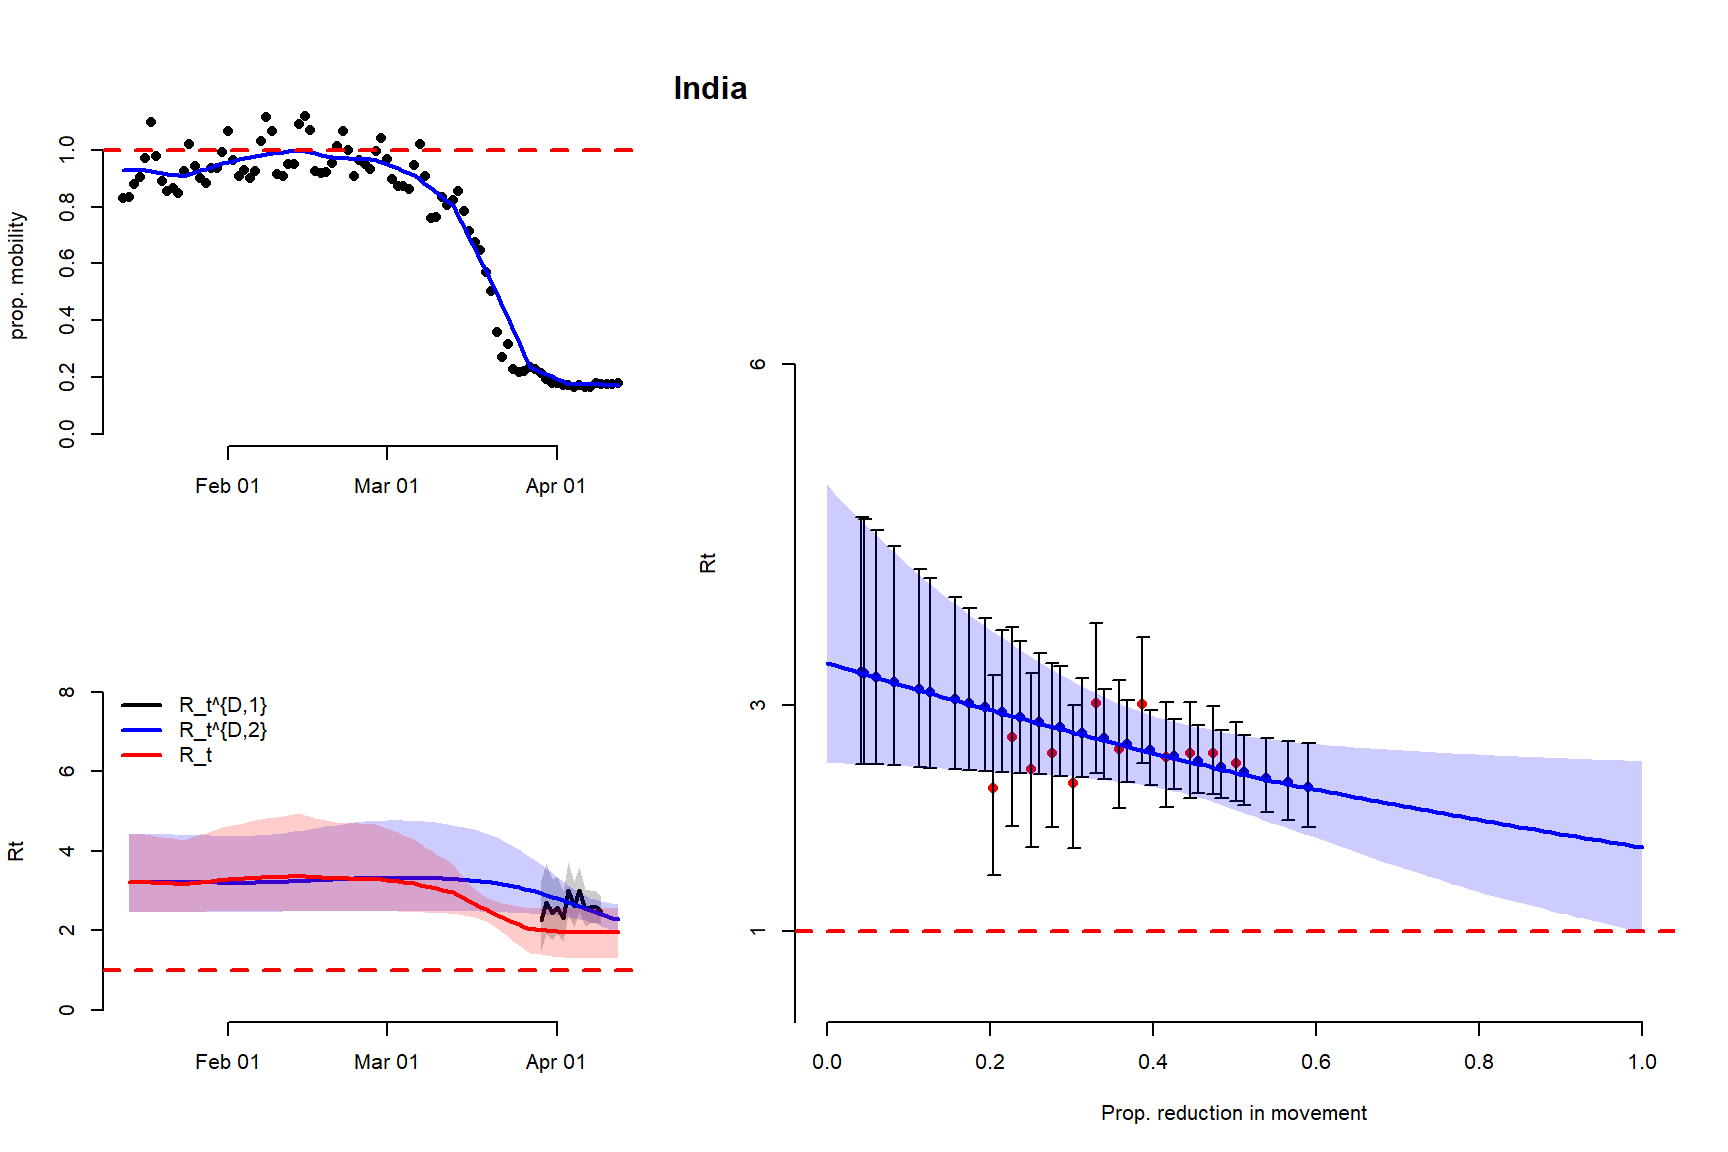 India
prop. mobility
1.0
0.8
0.6
0.4
0.2
0.0
Feb 01 Mar 01 Apr 01
Rt
8
6
4
2
0
R_t^{D,1}
R_t^{D,2}
R_t
Feb 01 Mar 01 Apr 01
Rt
6
3
1
0.0 0.2 0.4 0.6 0.8 1.0
Prop. reduction in movement